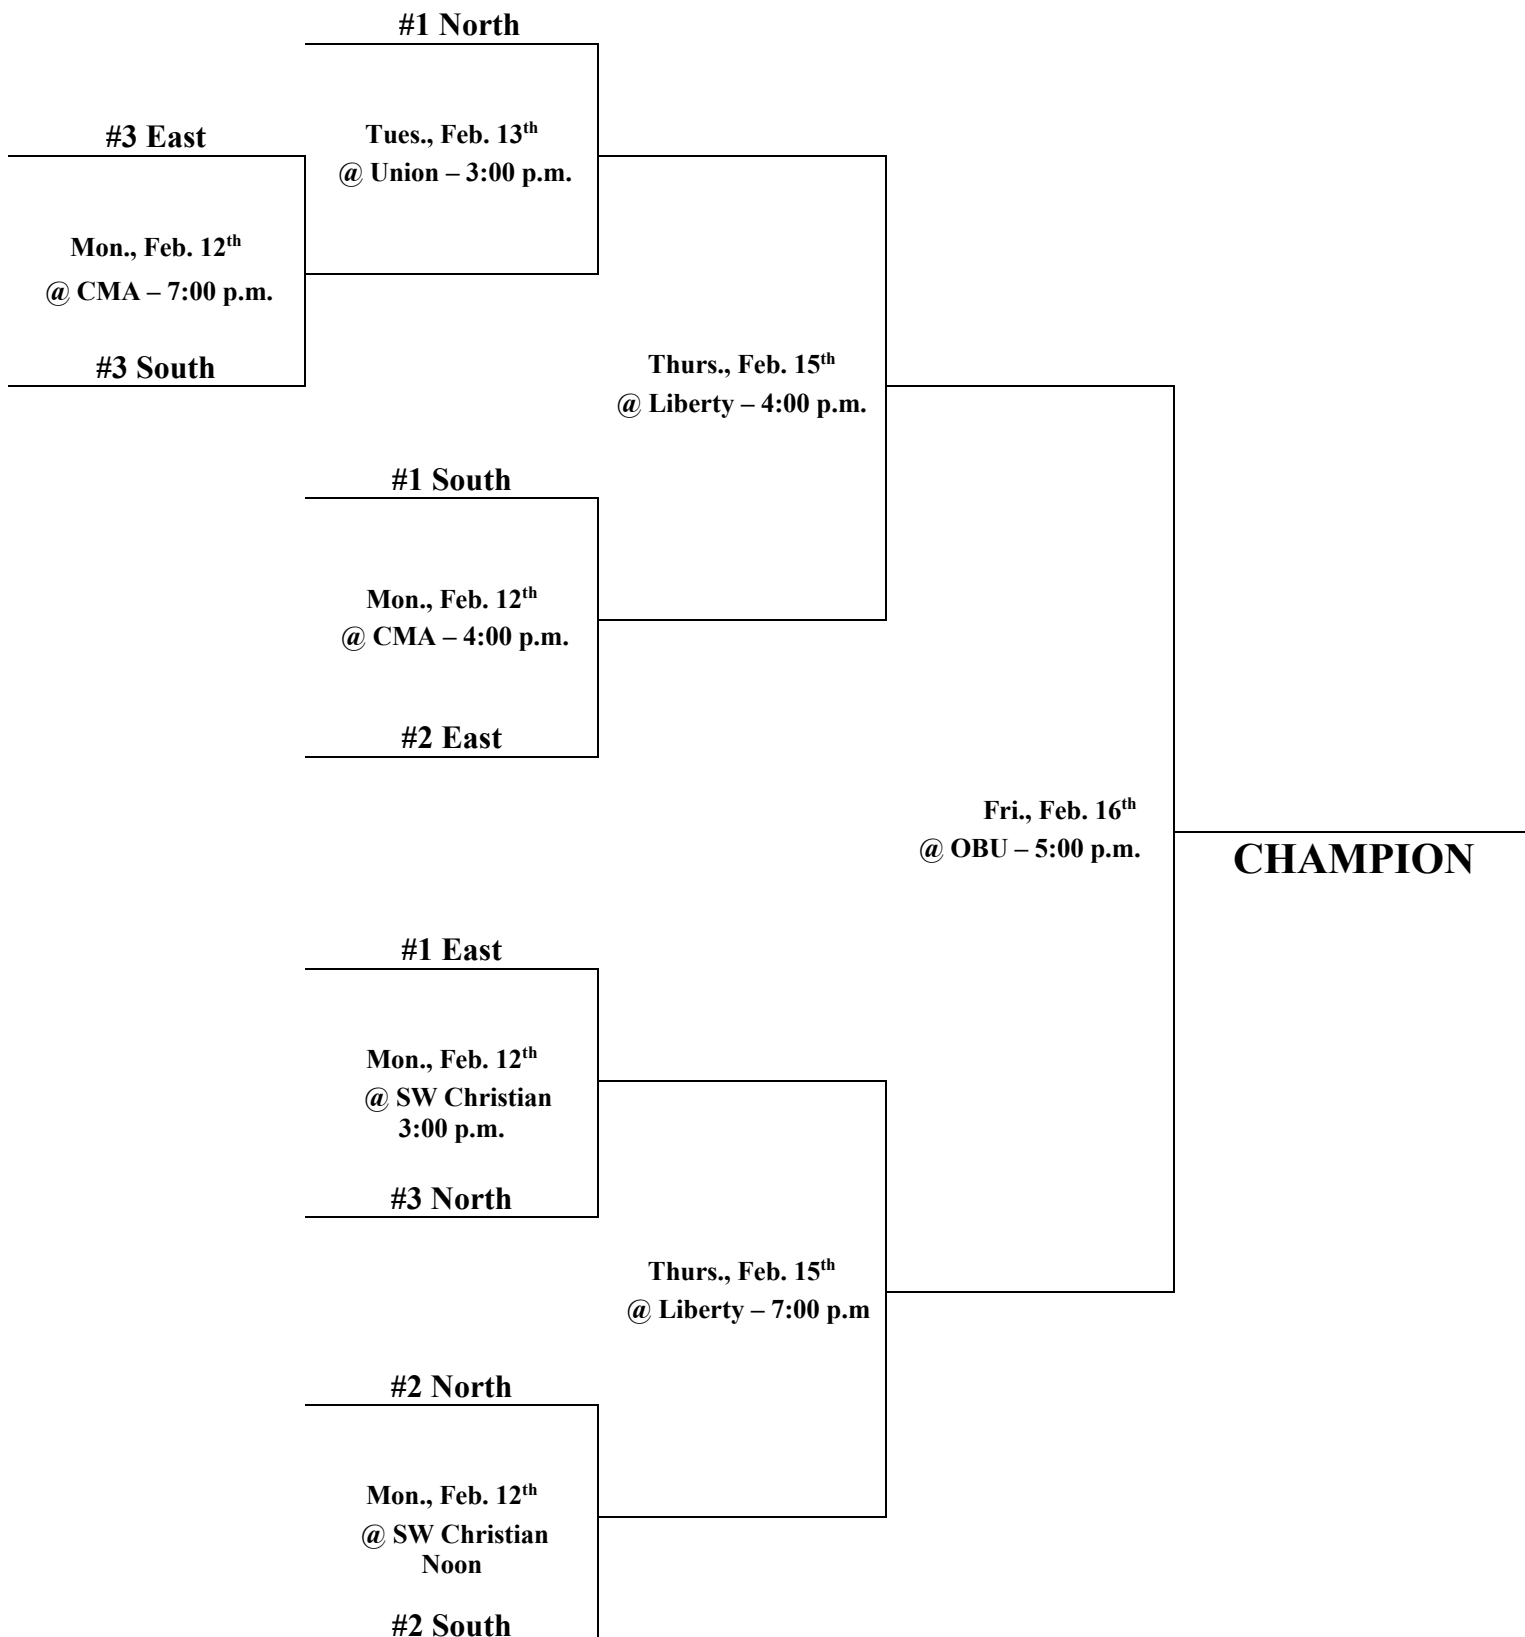 #1 North
#3 East
Tues., Feb. 13th
@ Union – 3:00 p.m.
Mon., Feb. 12th
@ CMA – 7:00 p.m.
#3 South
Thurs., Feb. 15th
@ Liberty – 4:00 p.m.
#1 South
Mon., Feb. 12th
@ CMA – 4:00 p.m.
#2 East
Fri., Feb. 16th
@ OBU – 5:00 p.m.
CHAMPION
#1 East
Mon., Feb. 12th
@ SW Christian
3:00 p.m.
#3 North
Thurs., Feb. 15th
@ Liberty – 7:00 p.m
#2 North
Mon., Feb. 12th
@ SW Christian
Noon
#2 South